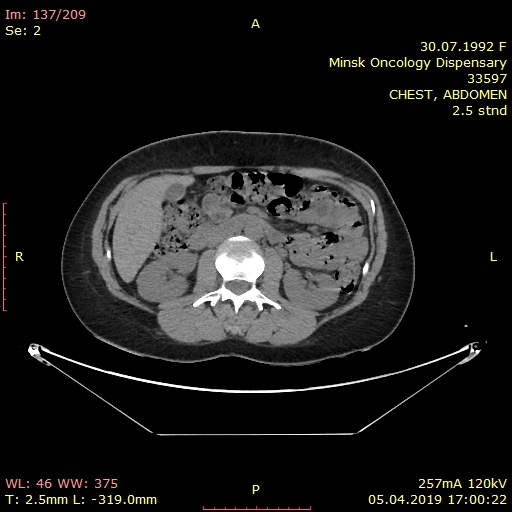 Im: 137/209
Se: 2
A
30.07.1992 F
Minsk Oncology Dispensary
33597
CHEST, ABDOMEN
2.5 stnd
R
L
WL: 46 WW: 375
T: 2.5mm L: -319.0mm
P
257mA 120kV
05.04.2019 17:00:22